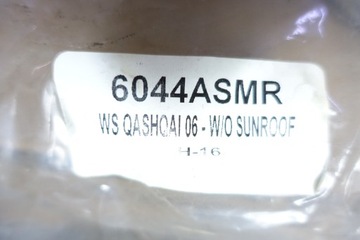 6044ASMR
WS QASHQAI 06 - W/O SUNROOF
H-16